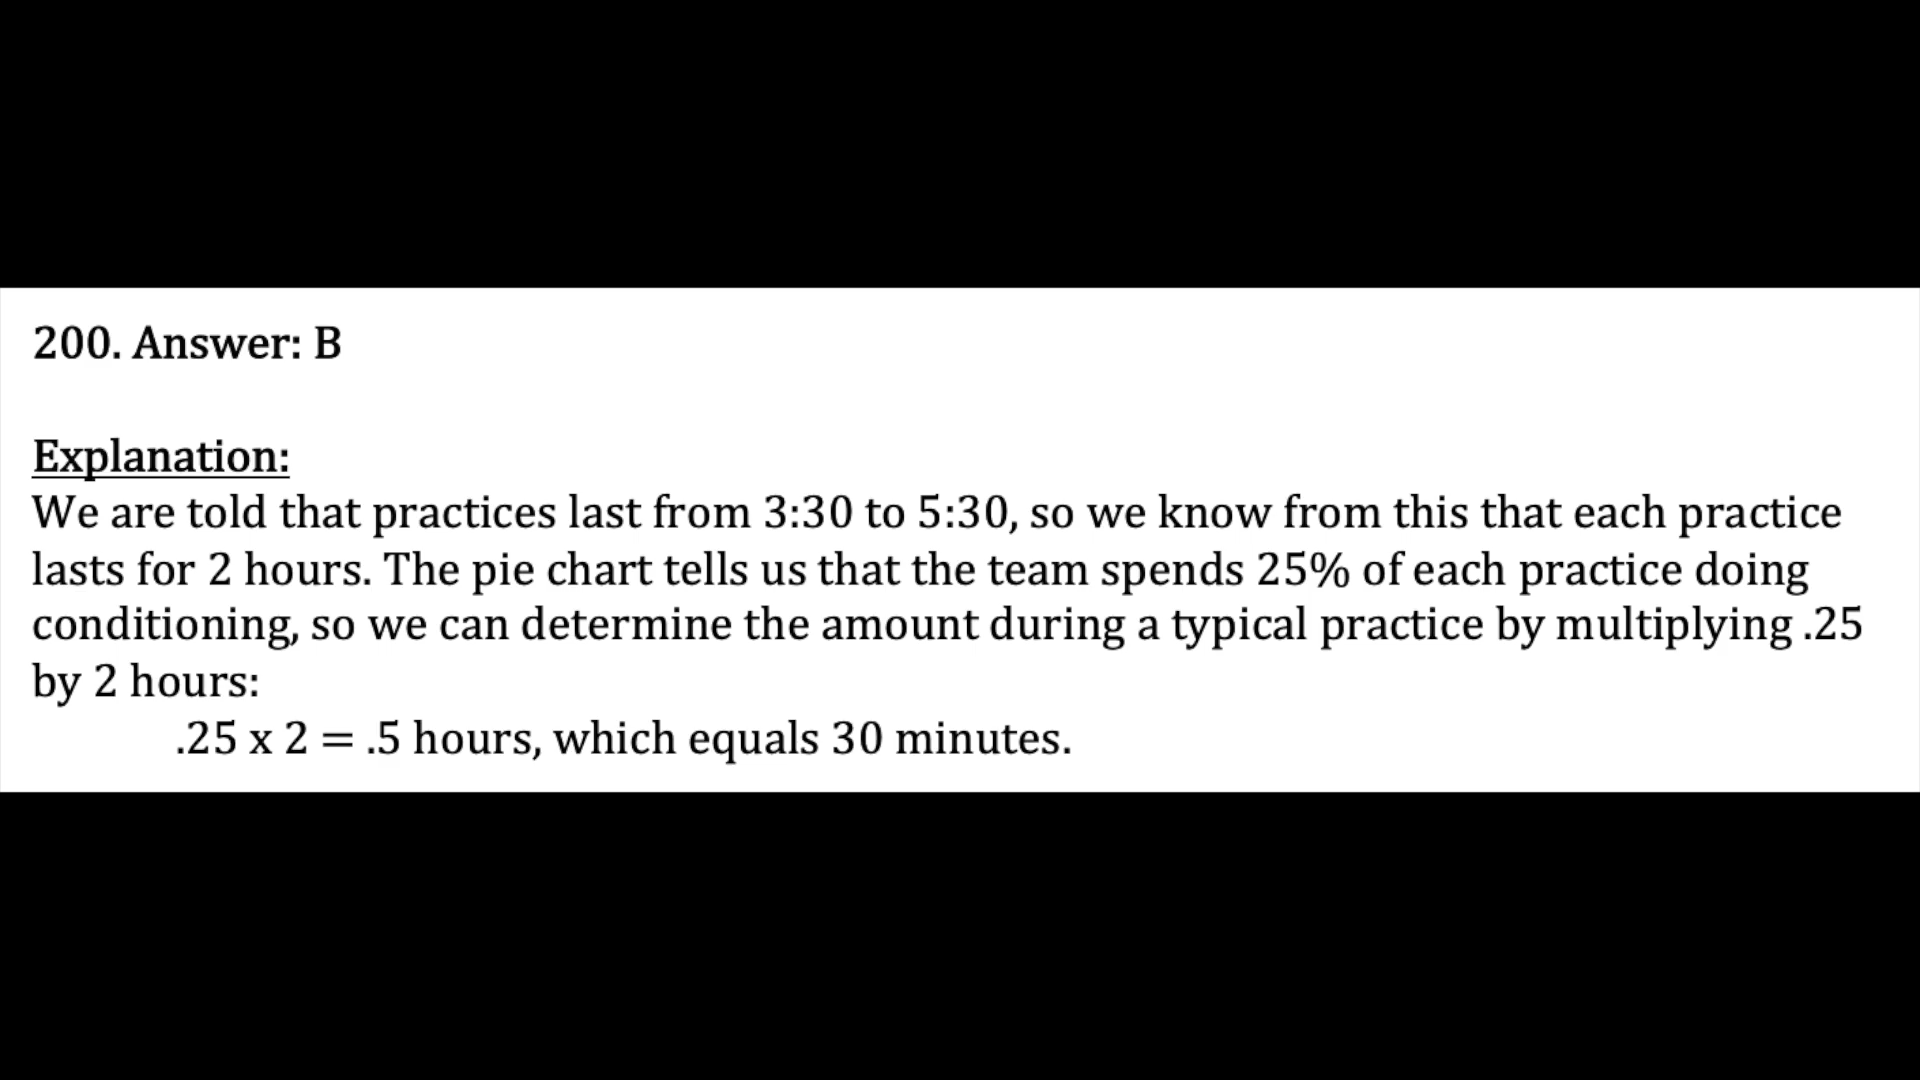 200. Answer: B
Explanation:
We are told that practices last from 3:30 to 5:30, so we know from this that each practice
lasts for 2 hours. The pie chart tells us that the team spends 25% of each practice doing
conditioning, so we can determine the amount during a typical practice by multiplying .25
by 2 hours:
.25 x 2 = .5 hours, which equals 30 minutes.